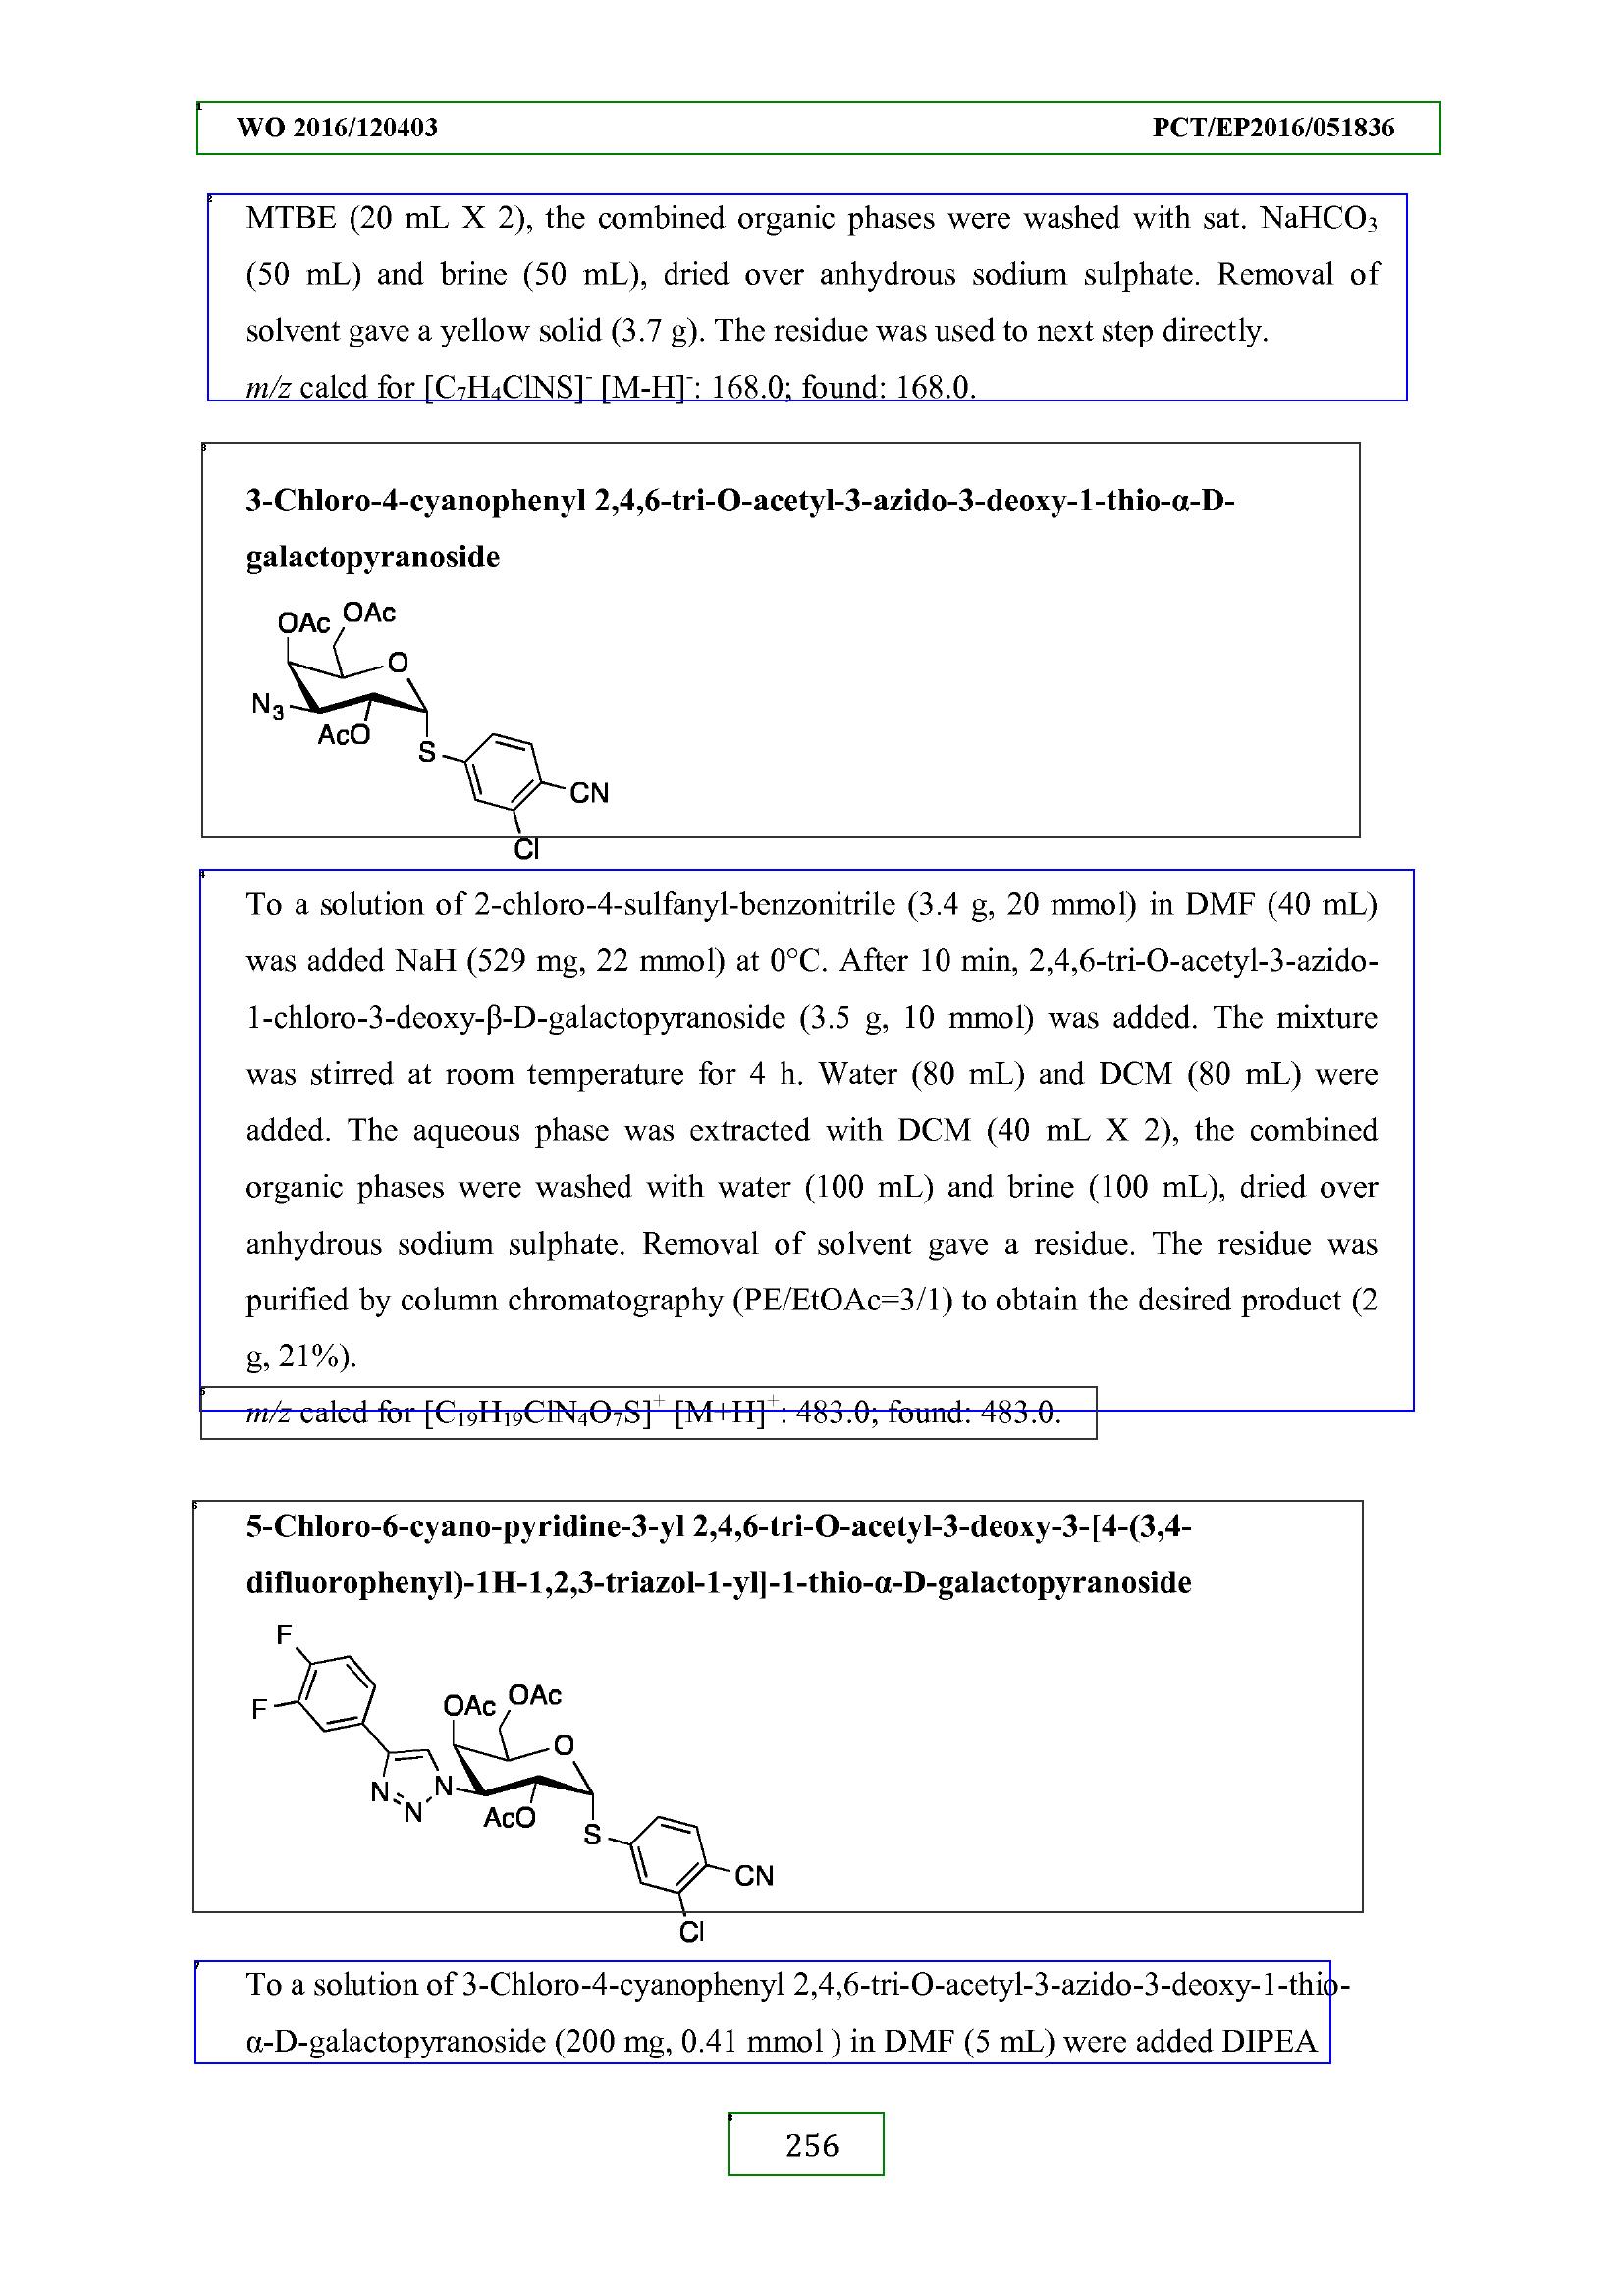 WO 2016/120403 PCT/EP2016/051836
MTBE (20 mL X 2), the combined organic phases were washed with sat. NaHCO₃
(50 mL) and brine (50 mL), dried over anhydrous sodium sulphate. Removal of
solvent gave a yellow solid (3.7 g). The residue was used to next step directly.
m/z calcd for [C₇H₄ClNS]⁻ [M-H]⁻: 168.0; found: 168.0.
3-Chloro-4-cyanophenyl 2,4,6-tri-O-acetyl-3-azido-3-deoxy-1-thio-α-D-
galactopyranoside
OAc OAc
O
N₃
AcO
S
CN
Cl
To a solution of 2-chloro-4-sulfanyl-benzonitrile (3.4 g, 20 mmol) in DMF (40 mL)
was added NaH (529 mg, 22 mmol) at 0°C. After 10 min, 2,4,6-tri-O-acetyl-3-azido-
1-chloro-3-deoxy-β-D-galactopyranoside (3.5 g, 10 mmol) was added. The mixture
was stirred at room temperature for 4 h. Water (80 mL) and DCM (80 mL) were
added. The aqueous phase was extracted with DCM (40 mL X 2), the combined
organic phases were washed with water (100 mL) and brine (100 mL), dried over
anhydrous sodium sulphate. Removal of solvent gave a residue. The residue was
purified by column chromatography (PE/EtOAc=3/1) to obtain the desired product (2
g, 21%).
m/z calcd for [C₁₉H₁₉ClN₄O₇S]⁺ [M+H]⁺: 483.0; found: 483.0.
5-Chloro-6-cyano-pyridine-3-yl 2,4,6-tri-O-acetyl-3-deoxy-3-[4-(3,4-
difluorophenyl)-1H-1,2,3-triazol-1-yl]-1-thio-α-D-galactopyranoside
F
F
OAc OAc
O
N N
N
AcO
S
CN
Cl
To a solution of 3-Chloro-4-cyanophenyl 2,4,6-tri-O-acetyl-3-azido-3-deoxy-1-thio-
α-D-galactopyranoside (200 mg, 0.41 mmol ) in DMF (5 mL) were added DIPEA
256